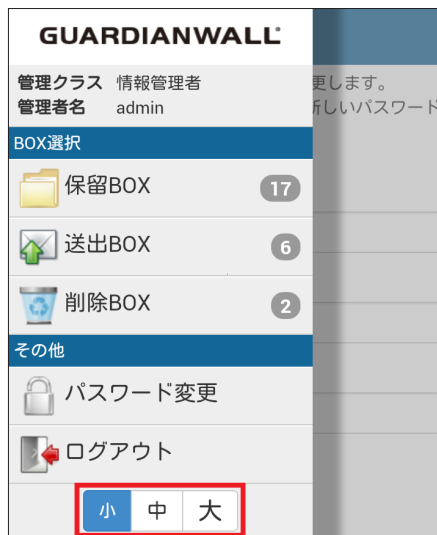 GUARDIANWALL
管理クラス 情報管理者
更します。
管理者名 admin
新しいパスワード
BOX選択
保留BOX 17
送出BOX 6
削除BOX 2
その他
パスワード変更
ログアウト
小 中 大